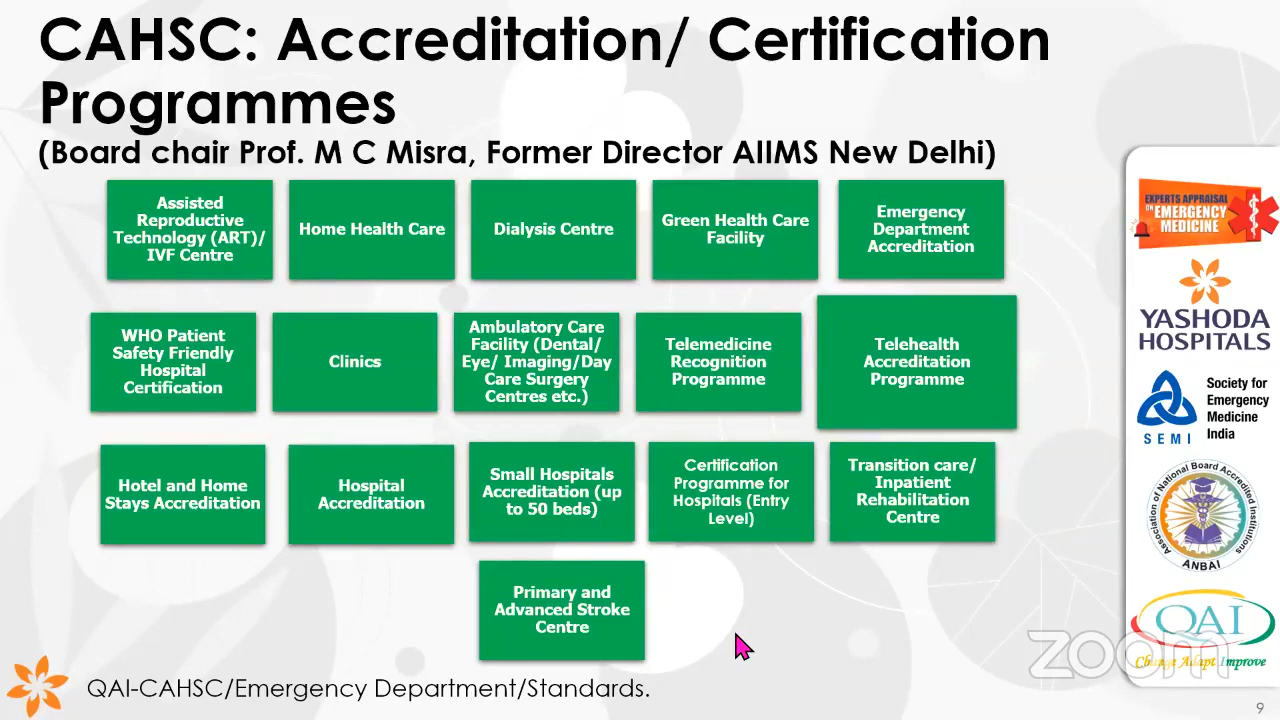 CAHSC: Accreditation/ Certification
Programmes
(Board chair Prof. M C Misra, Former Director AIIMS New Delhi)
Assisted
Reproductive
Technology (ART)/
IVF Centre
Home Health Care
Dialysis Centre
Green Health Care
Facility
Emergency
Department
Accreditation
WHO Patient
Safety Friendly
Hospital
Certification
Clinics
Ambulatory Care
Facility (Dental/
Eye/ Imaging/Day
Care Surgery
Centres etc.)
Telemedicine
Recognition
Programme
Telehealth
Accreditation
Programme
Hotel and Home
Stays Accreditation
Hospital
Accreditation
Small Hospitals
Accreditation (up
to 50 beds)
Certification
Programme for
Hospitals (Entry
Level)
Transition care/
Inpatient
Rehabilitation
Centre
Primary and
Advanced Stroke
Centre
QAI-CAHSC/Emergency Department/Standards.
EXPERTS APPRAISAL
ON EMERGENCY
MEDICINE
YASHODA
HOSPITALS
SEMI
Society for
Emergency
Medicine
India
Association of National Board Accredited Institutions
ANBAI
QAI
Change Adapt Improve
zoom
9